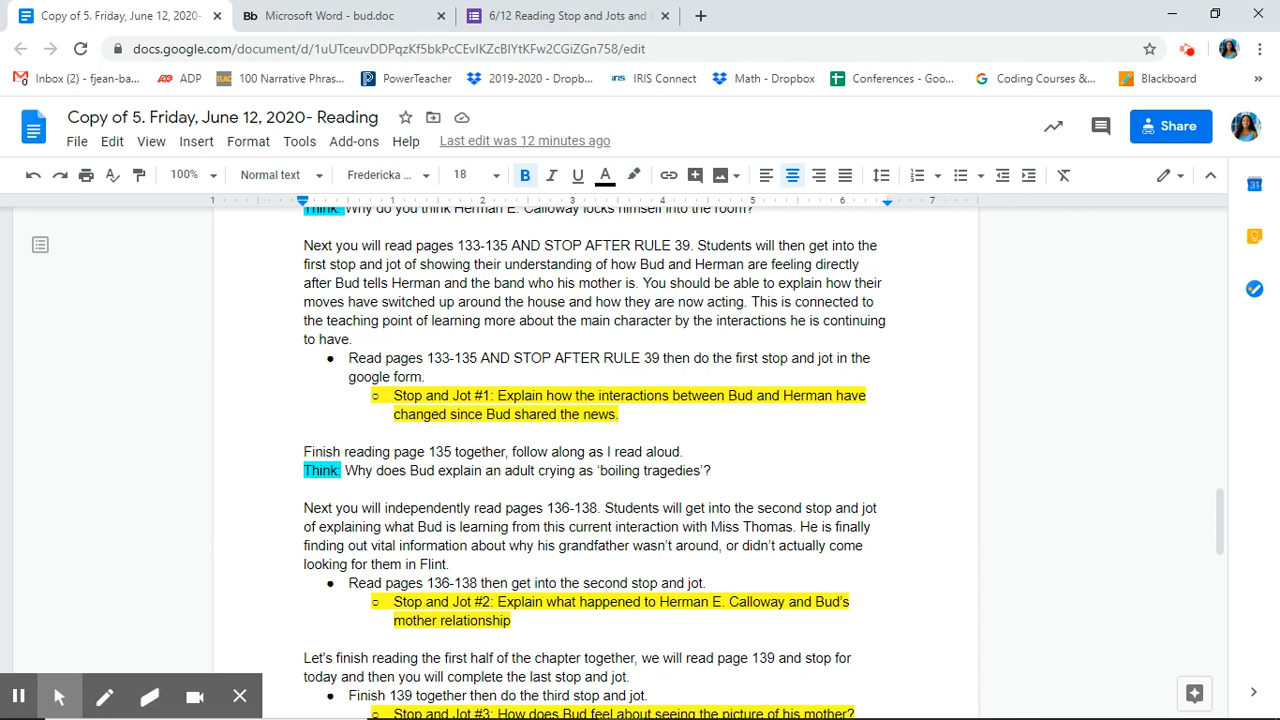 Copy of 5. Friday, June 12, 2020-
Microsoft Word - bud.doc
6/12 Reading Stop and Jots and
docs.google.com/document/d/1uUTceuvDDPqzKf5bkPcCEvIKZcBIYtKFw2CGiZGn758/edit
Inbox (2) - fjean-ba...
ADP
100 Narrative Phras...
PowerTeacher
2019-2020 - Dropb...
IRIS Connect
Math - Dropbox
Conferences - Goo...
Coding Courses &...
Blackboard
Copy of 5. Friday, June 12, 2020- Reading
File Edit View Insert Format Tools Add-ons Help Last edit was 12 minutes ago
Share
100% Normal text Fredericka ... 18
1 1 2 3 4 5 6 7
Think: Why do you think Herman E. Calloway locks himself into the room?
Next you will read pages 133-135 AND STOP AFTER RULE 39. Students will then get into the
first stop and jot of showing their understanding of how Bud and Herman are feeling directly
after Bud tells Herman and the band who his mother is. You should be able to explain how their
moves have switched up around the house and how they are now acting. This is connected to
the teaching point of learning more about the main character by the interactions he is continuing
to have.
● Read pages 133-135 AND STOP AFTER RULE 39 then do the first stop and jot in the
google form.
○ Stop and Jot #1: Explain how the interactions between Bud and Herman have
changed since Bud shared the news.
Finish reading page 135 together, follow along as I read aloud.
Think: Why does Bud explain an adult crying as ‘boiling tragedies’?
Next you will independently read pages 136-138. Students will get into the second stop and jot
of explaining what Bud is learning from this current interaction with Miss Thomas. He is finally
finding out vital information about why his grandfather wasn’t around, or didn’t actually come
looking for them in Flint.
● Read pages 136-138 then get into the second stop and jot.
○ Stop and Jot #2: Explain what happened to Herman E. Calloway and Bud’s
mother relationship
Let's finish reading the first half of the chapter together, we will read page 139 and stop for
today and then you will complete the last stop and jot.
● Finish 139 together then do the third stop and jot.
○ Stop and Jot #3: How does Bud feel about seeing the picture of his mother?